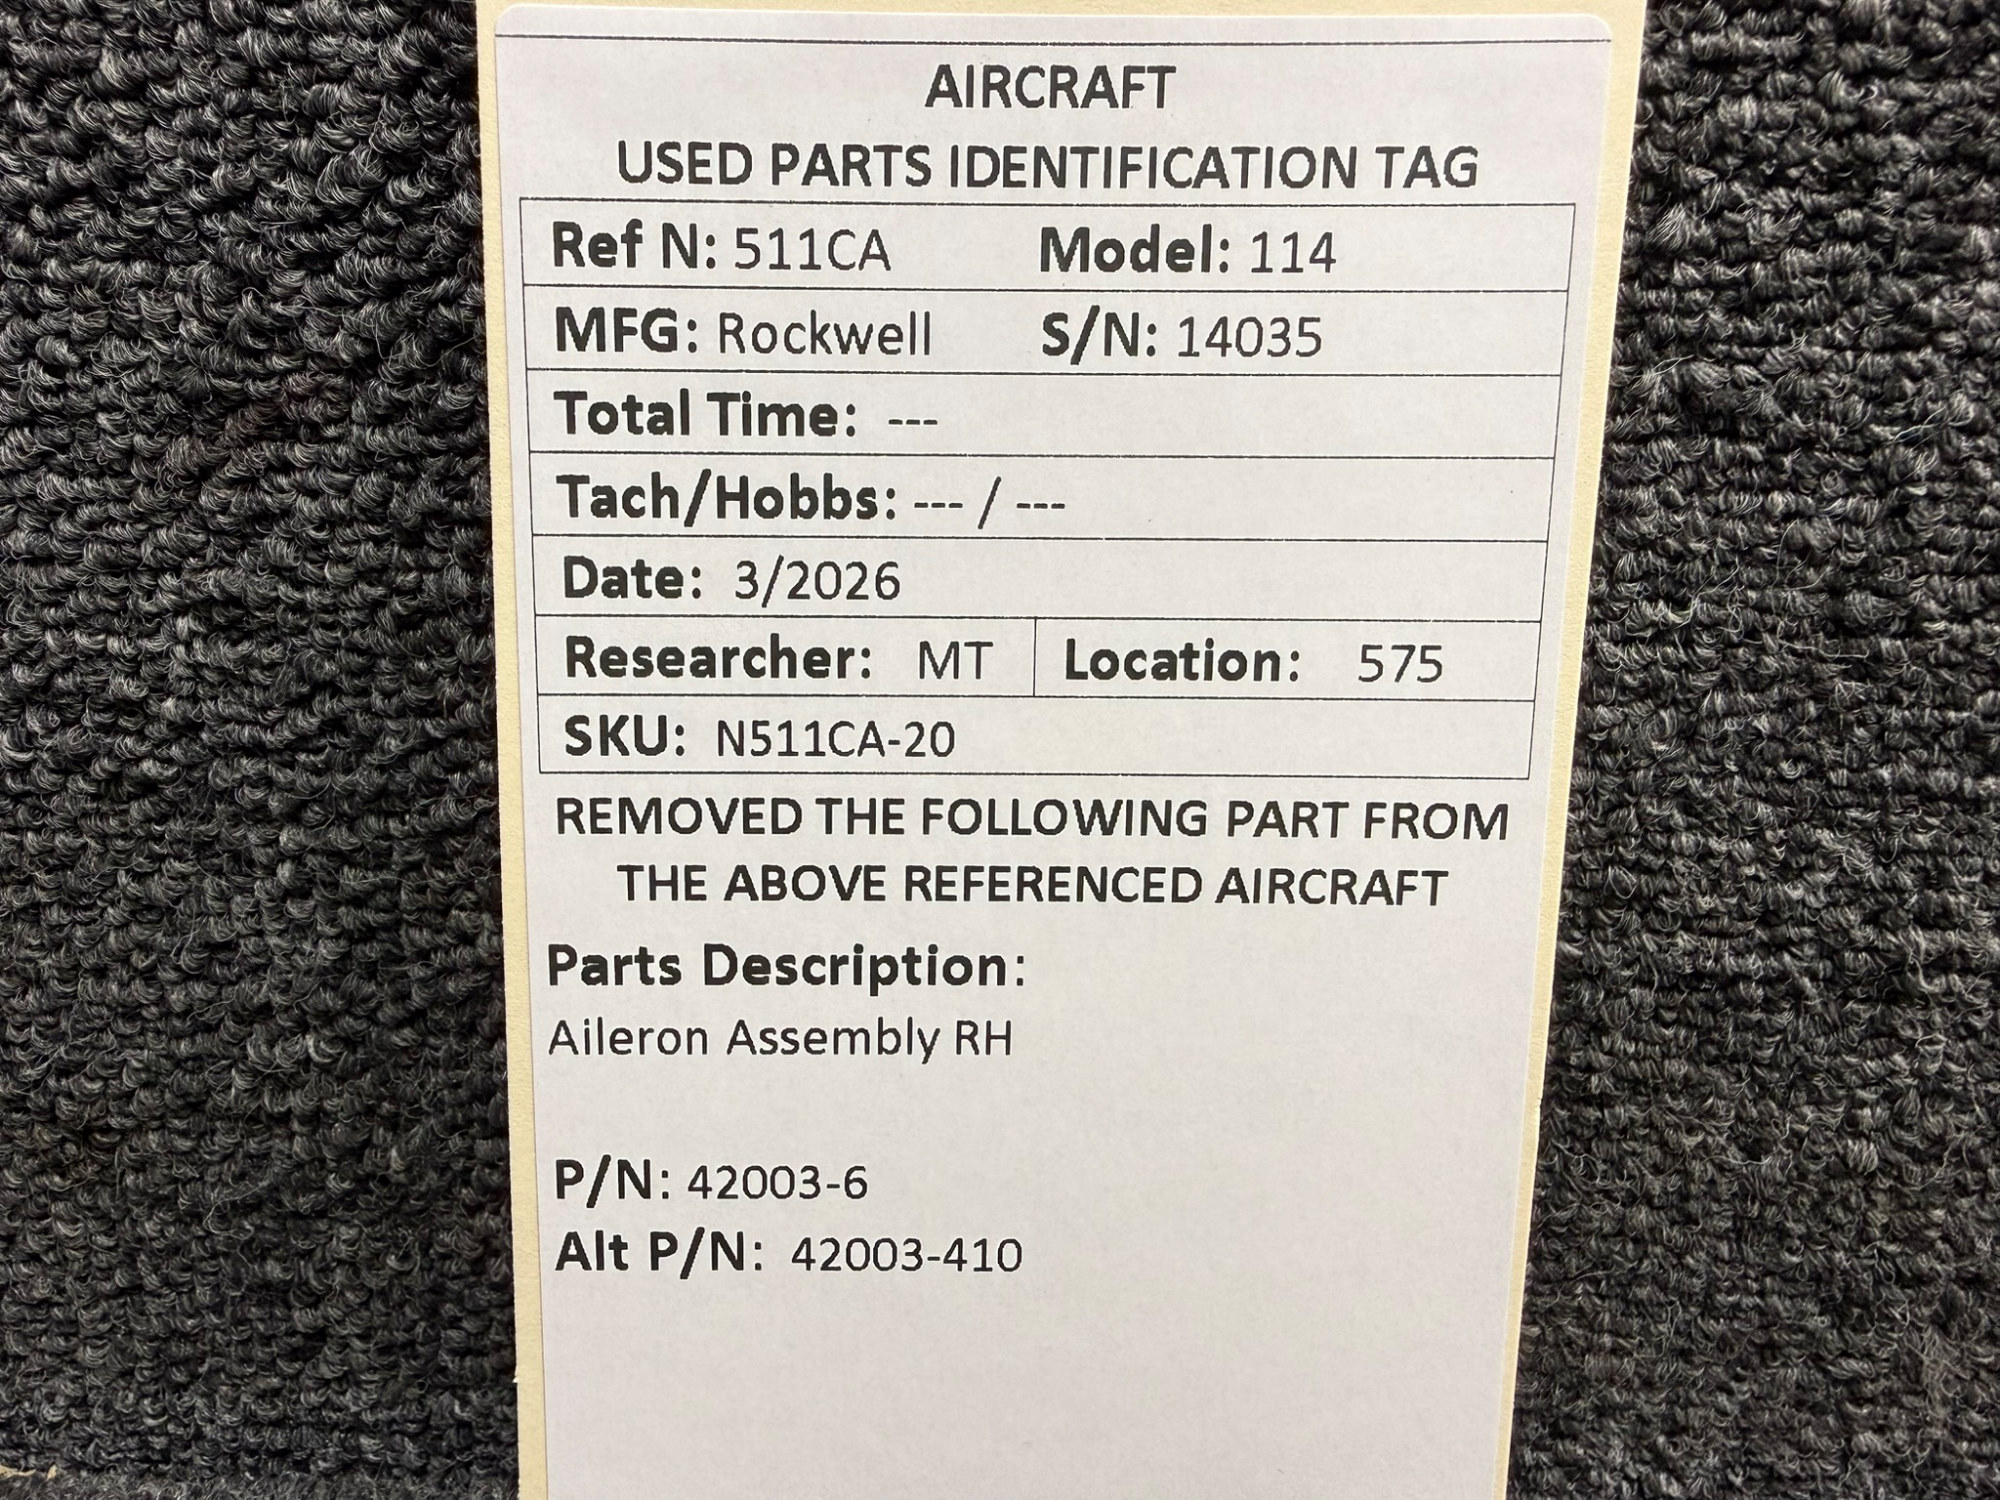 AIRCRAFT
USED PARTS IDENTIFICATION TAG
Ref N: 511CA Model: 114
MFG: Rockwell S/N: 14035
Total Time: ---
Tach/Hobbs: --- / ---
Date: 3/2026
Researcher: MT Location: 575
SKU: N511CA-20
REMOVED THE FOLLOWING PART FROM
THE ABOVE REFERENCED AIRCRAFT
Parts Description:
Aileron Assembly RH
P/N: 42003-6
Alt P/N: 42003-410